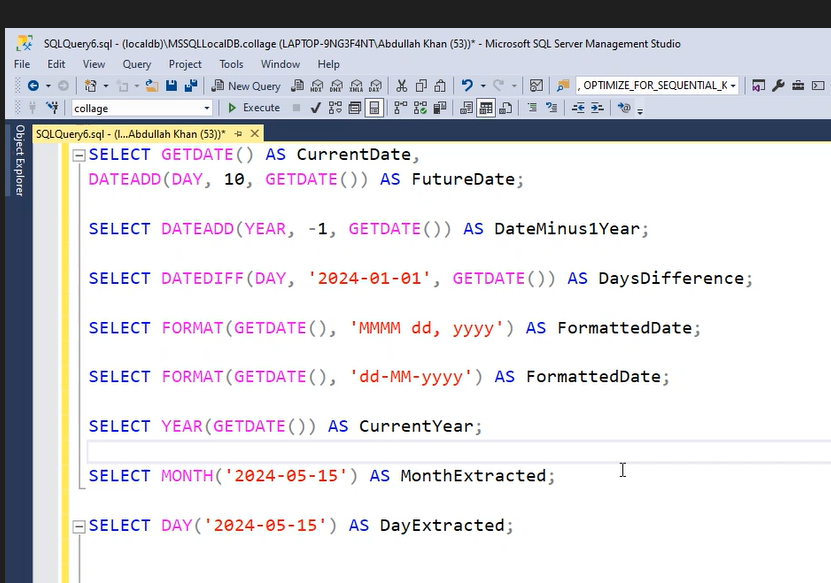 SQLQuery6.sql - (localdb)\MSSQLLocalDB.collage (LAPTOP-9NG3F4NT\Abdullah Khan (53))* - Microsoft SQL Server Management Studio
File Edit View Query Project Tools Window Help
New Query MDX DMX XMLA DAX , OPTIMIZE_FOR_SEQUENTIAL_K
collage Execute
Object Explorer
SQLQuery6.sql - (l...Abdullah Khan (53))*
SELECT GETDATE() AS CurrentDate,
DATEADD(DAY, 10, GETDATE()) AS FutureDate;
SELECT DATEADD(YEAR, -1, GETDATE()) AS DateMinus1Year;
SELECT DATEDIFF(DAY, '2024-01-01', GETDATE()) AS DaysDifference;
SELECT FORMAT(GETDATE(), 'MMMM dd, yyyy') AS FormattedDate;
SELECT FORMAT(GETDATE(), 'dd-MM-yyyy') AS FormattedDate;
SELECT YEAR(GETDATE()) AS CurrentYear;
SELECT MONTH('2024-05-15') AS MonthExtracted;
SELECT DAY('2024-05-15') AS DayExtracted;